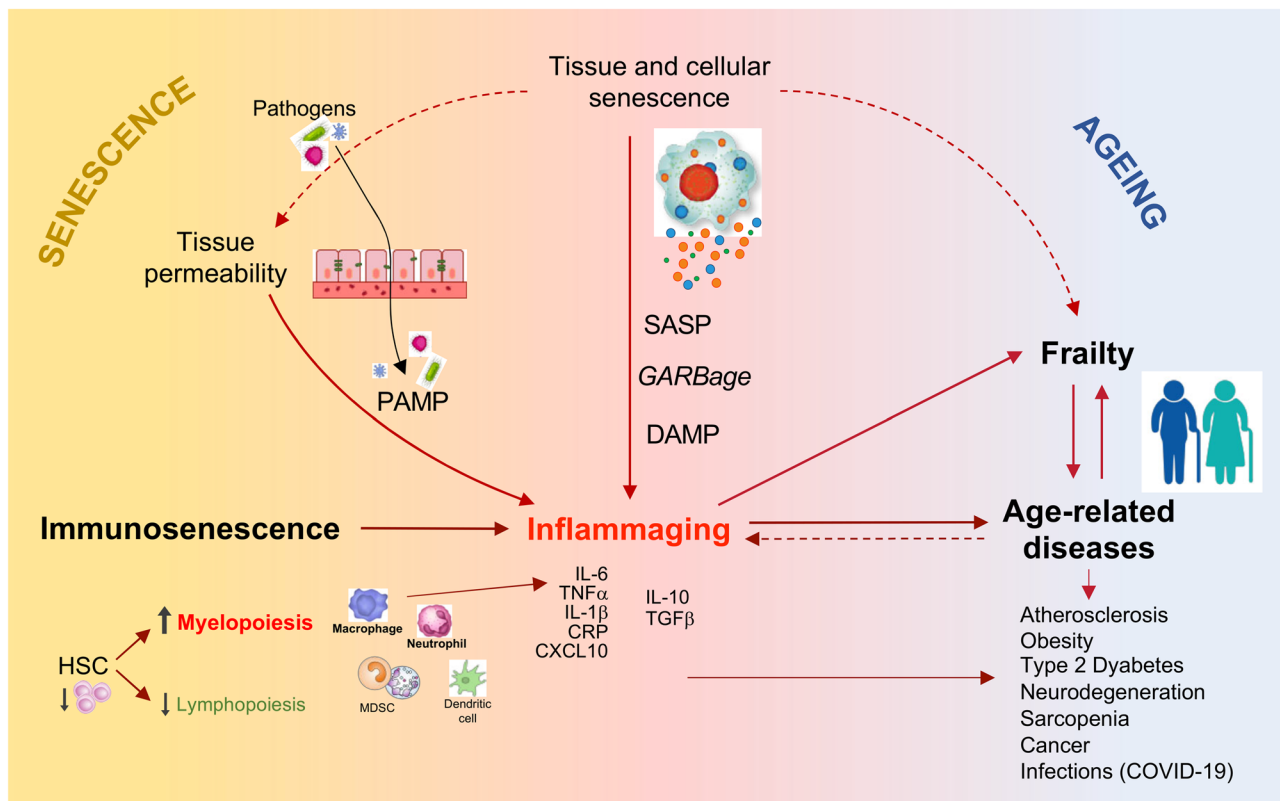 SENESCENCE
Pathogens
Tissue and cellular
senescence
AGEING
Tissue
permeability
PAMP
SASP
GARBage
DAMP
Frailty
Immunosenescence
Inflammaging
Age-related
diseases
IL-6
TNFα
IL-1β
CRP
CXCL10
IL-10
TGFβ
HSC
Myelopoiesis
Lymphopoiesis
Macrophage
Neutrophil
MDSC
Dendritic
cell
Atherosclerosis
Obesity
Type 2 Dyabetes
Neurodegeneration
Sarcopenia
Cancer
Infections (COVID-19)